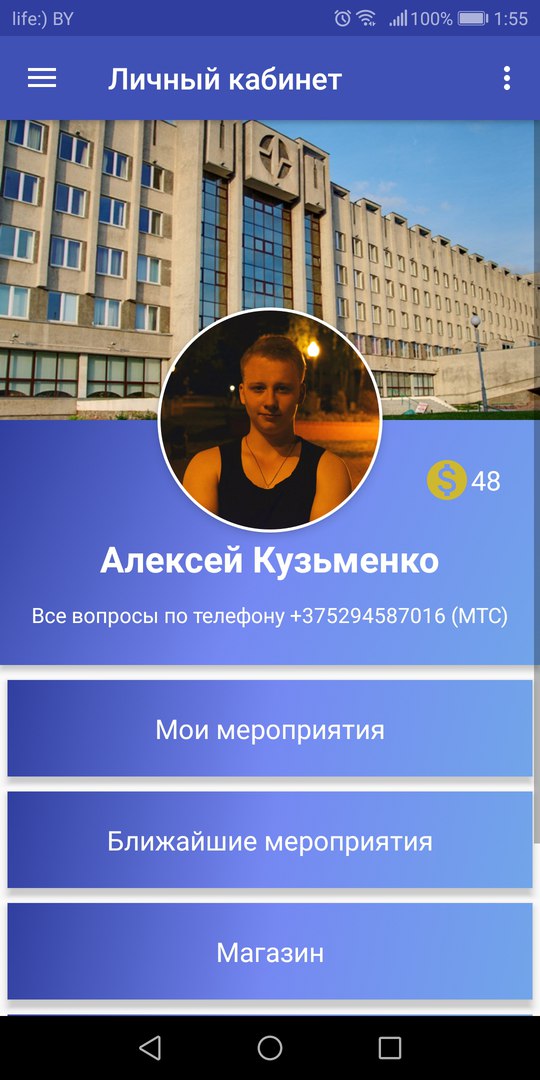 life:) BY 100% 1:55
Личный кабинет
48
Алексей Кузьменко
Все вопросы по телефону +375294587016 (МТС)
Мои мероприятия
Ближайшие мероприятия
Магазин